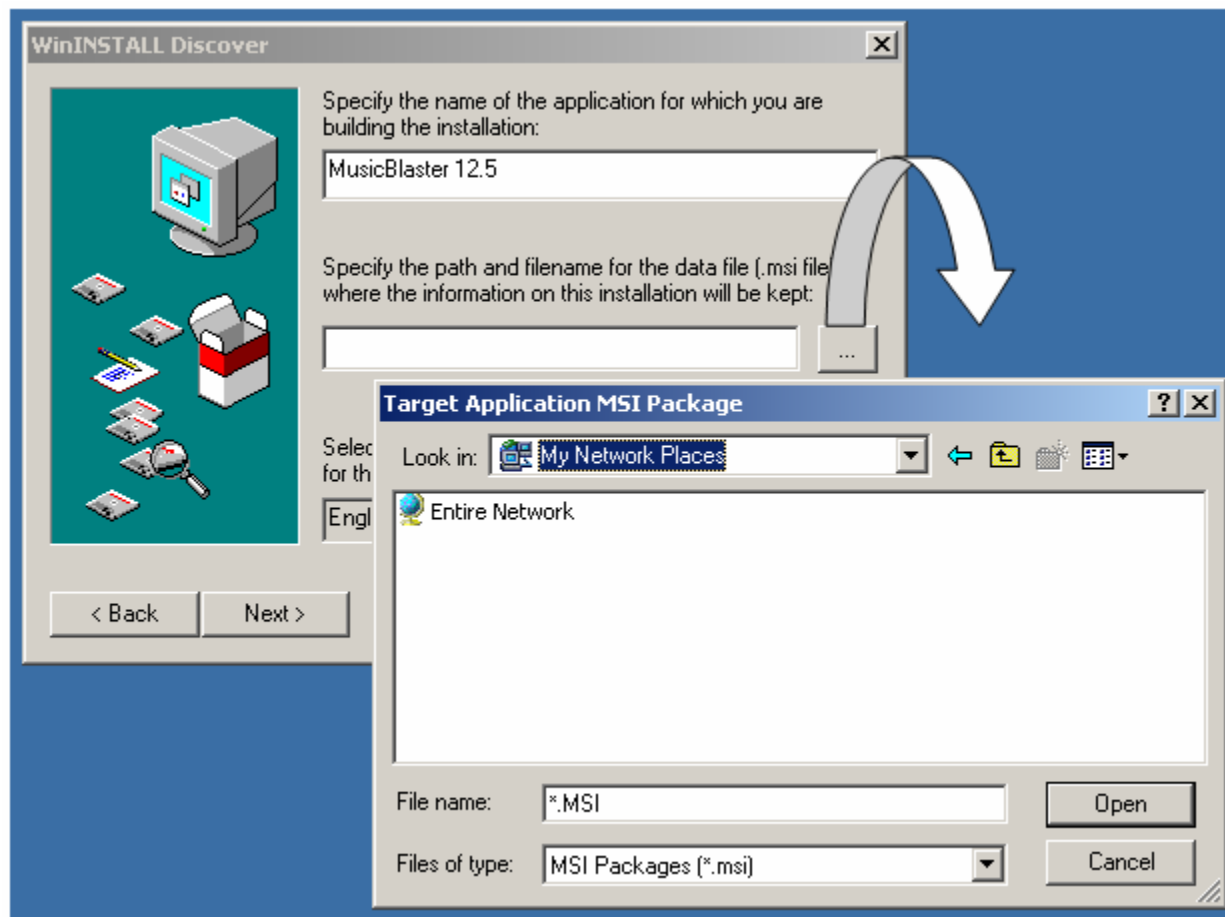 WinINSTALL Discover
Specify the name of the application for which you are
building the installation:
MusicBlaster 12.5
Specify the path and filename for the data file (.msi file
where the information on this installation will be kept:
...
Selec
for th
Engl
< Back
Next >
Target Application MSI Package
Look in:
My Network Places
Entire Network
File name:
*.MSI
Open
Files of type:
MSI Packages (*.msi)
Cancel